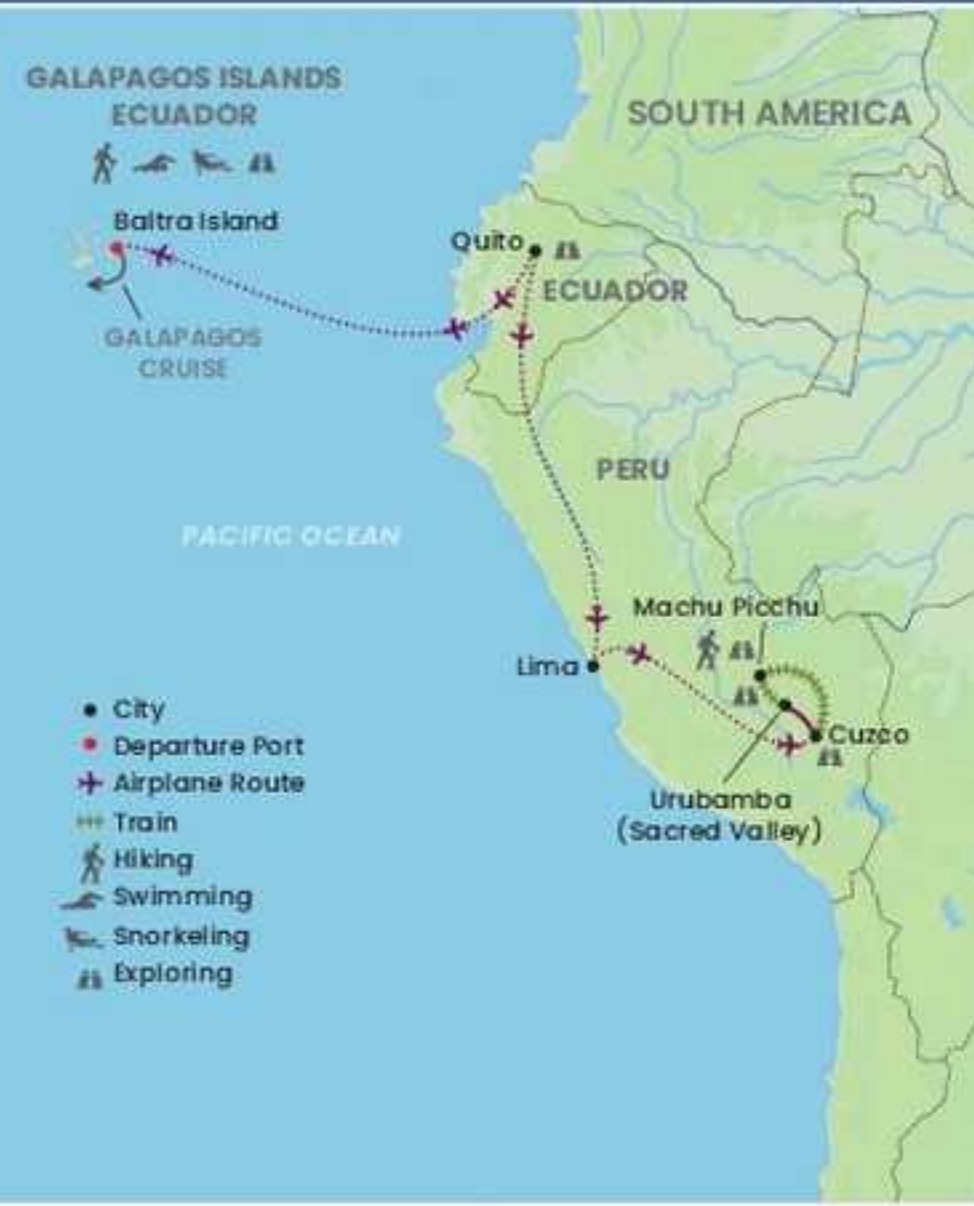 GALAPAGOS ISLANDS
ECUADOR
SOUTH AMERICA
Baltra Island
Quito
ECUADOR
GALAPAGOS
CRUISE
PERU
PACIFIC OCEAN
Machu Picchu
Lima
Cuzco
Urubamba
(Sacred Valley)
City
Departure Port
Airplane Route
Train
Hiking
Swimming
Snorkeling
Exploring